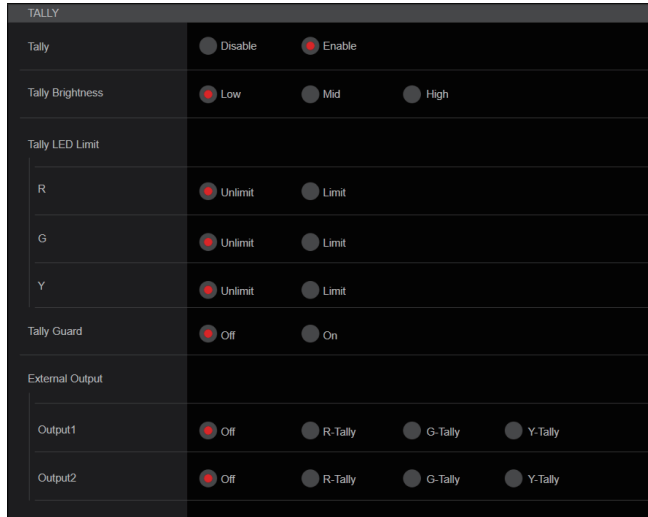 TALLY
Tally Disable Enable
Tally Brightness Low Mid High
Tally LED Limit
R Unlimit Limit
G Unlimit Limit
Y Unlimit Limit
Tally Guard Off On
External Output
Output1 Off R-Tally G-Tally Y-Tally
Output2 Off R-Tally G-Tally Y-Tally